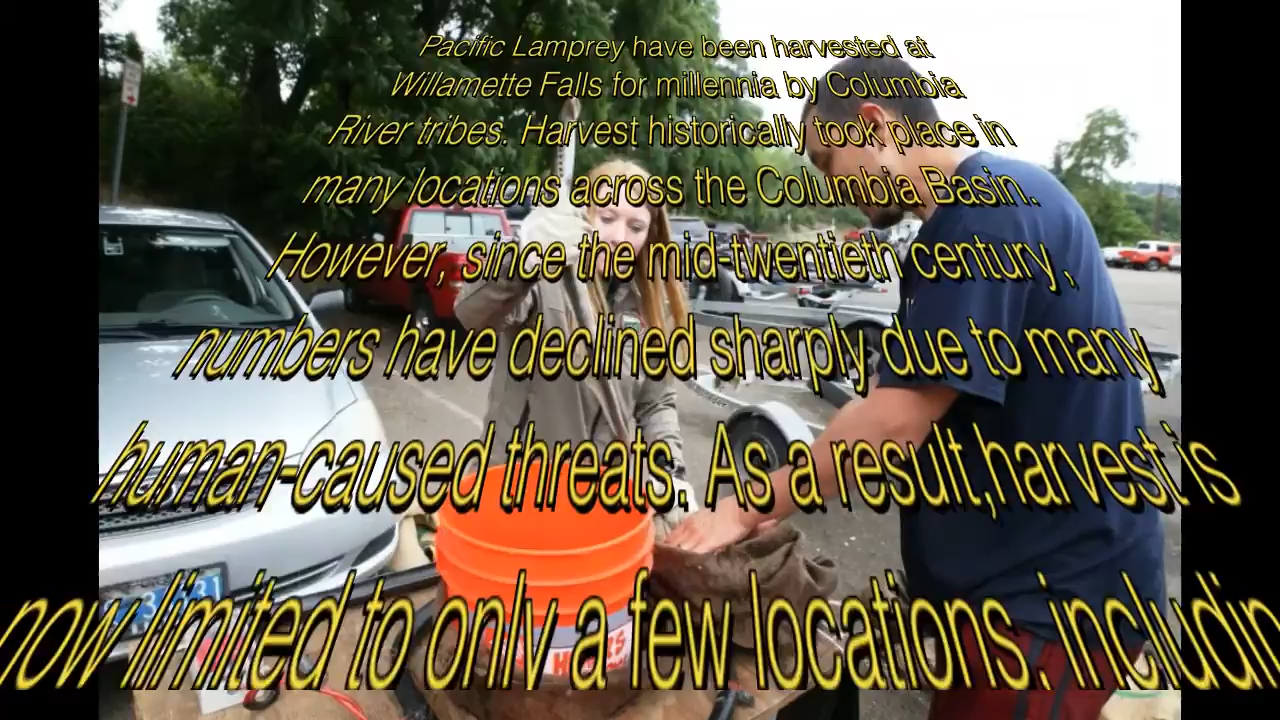 Pacific Lamprey have been harvested at
Willamette Falls for millennia by Columbia
River tribes. Harvest historically took place in
many locations across the Columbia Basin.
However, since the mid-twentieth century,
numbers have declined sharply due to many
human-caused threats. As a result,harvest is
now limited to only a few locations, includin